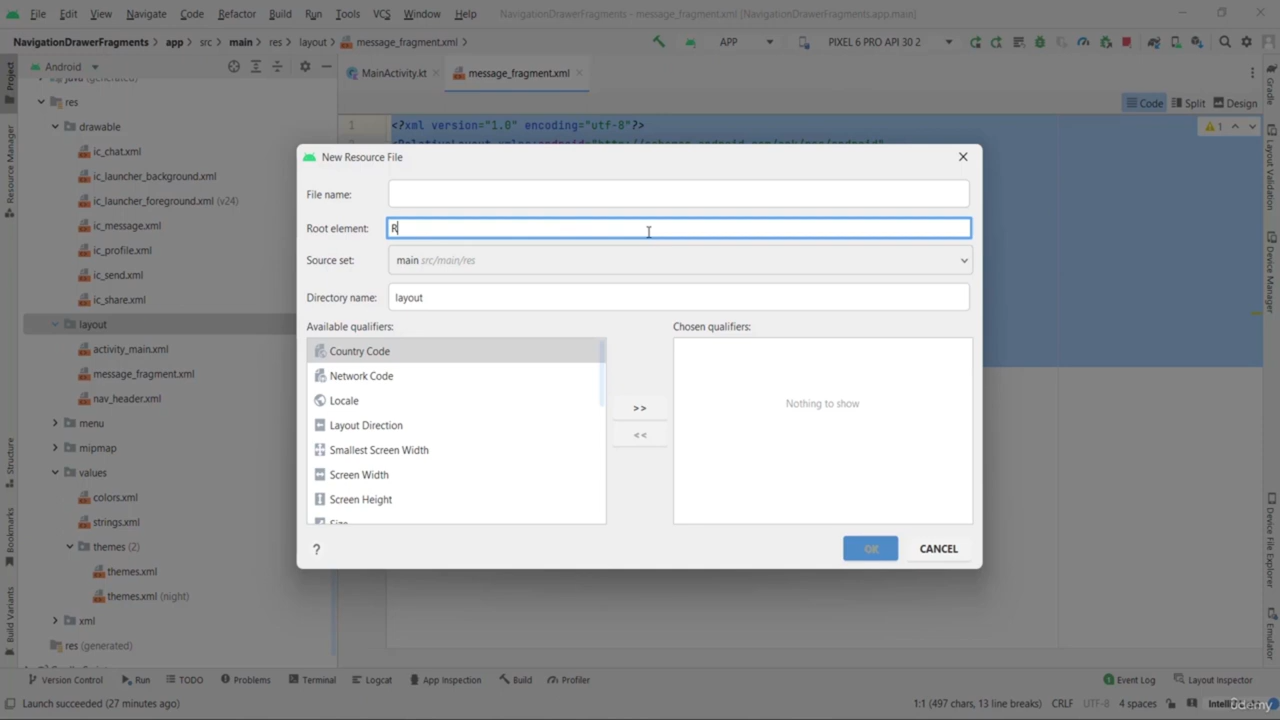 File Edit View Navigate Code Refactor Build Run Tools VCS Window Help NavigationDrawerFragments - message_fragment.xml [NavigationDrawerFragments.app.main]
NavigationDrawerFragments app src main res layout message_fragment.xml APP PIXEL 6 PRO API 30 2
Android MainActivity.kt message_fragment.xml
Project
Resource Manager
Structure
Bookmarks
Build Variants
java (generated)
res
drawable
ic_chat.xml
ic_launcher_background.xml
ic_launcher_foreground.xml (v24)
ic_message.xml
ic_profile.xml
ic_send.xml
ic_share.xml
layout
activity_main.xml
message_fragment.xml
nav_header.xml
menu
mipmap
values
colors.xml
strings.xml
themes (2)
themes.xml
themes.xml (night)
xml
res (generated)
Code Split Design
1 <?xml version="1.0" encoding="utf-8"?>
1
New Resource File
File name:
Root element: R
Source set: main src/main/res
Directory name: layout
Available qualifiers: Chosen qualifiers:
Country Code
Network Code
Locale
Layout Direction
Smallest Screen Width
Screen Width
Screen Height
Size
>>
<<
Nothing to show
?
OK CANCEL
Gradle
Layout Validation
Device Manager
Device File Explorer
Emulator
Version Control Run TODO Problems Terminal Logcat App Inspection Build Profiler Event Log Layout Inspector
Launch succeeded (27 minutes ago) 1:1 (497 chars, 13 line breaks) CRLF UTF-8 4 spaces
Udemy